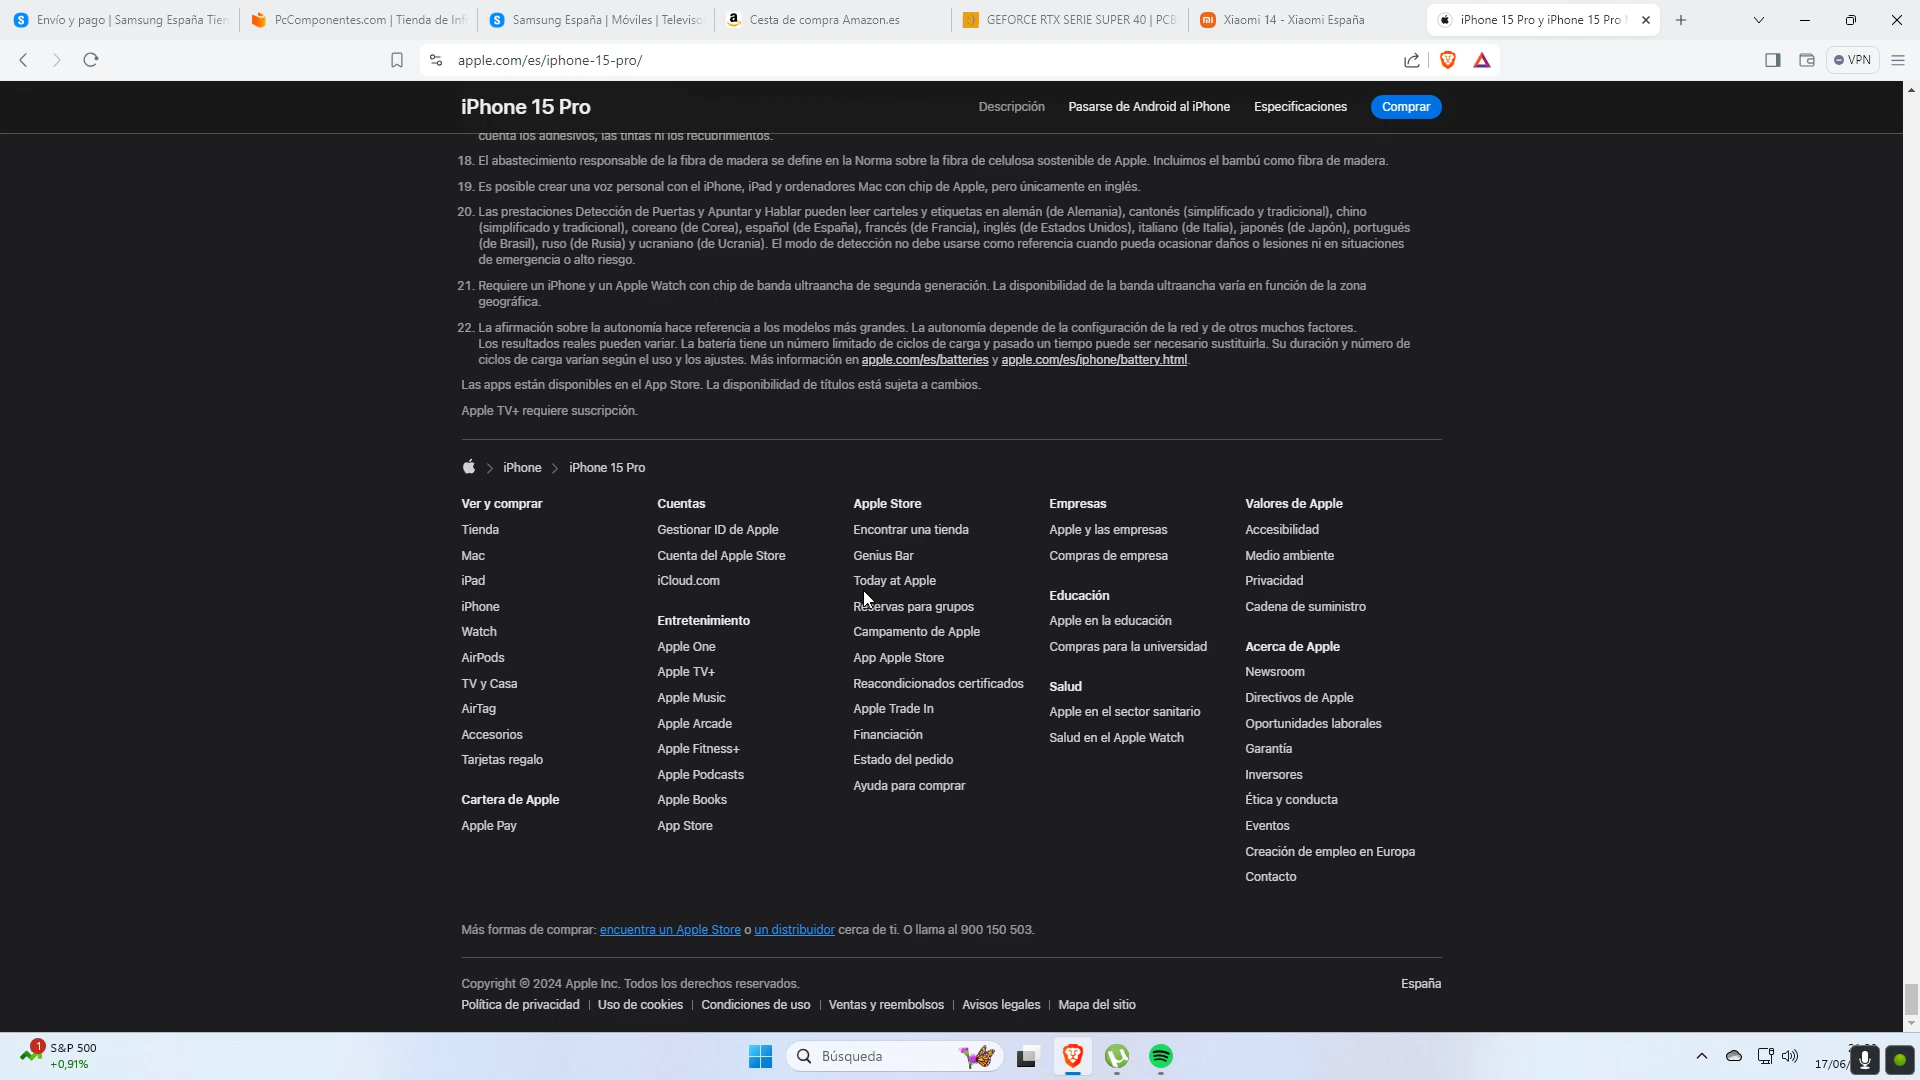 Envío y pago | Samsung España Tien
PcComponentes.com | Tienda de Inf
Samsung España | Móviles | Televiso
Cesta de compra Amazon.es
GEFORCE RTX SERIE SUPER 40 | PCB
Xiaomi 14 - Xiaomi España
iPhone 15 Pro y iPhone 15 Pro
apple.com/es/iphone-15-pro/
VPN
iPhone 15 Pro
Descripción
Pasarse de Android al iPhone
Especificaciones
Comprar
cuenta los adhesivos, las tintas ni los recubrimientos.
18. El abastecimiento responsable de la fibra de madera se define en la Norma sobre la fibra de celulosa sostenible de Apple. Incluimos el bambú como fibra de madera.
19. Es posible crear una voz personal con el iPhone, iPad y ordenadores Mac con chip de Apple, pero únicamente en inglés.
20. Las prestaciones Detección de Puertas y Apuntar y Hablar pueden leer carteles y etiquetas en alemán (de Alemania), cantonés (simplificado y tradicional), chino
(simplificado y tradicional), coreano (de Corea), español (de España), francés (de Francia), inglés (de Estados Unidos), italiano (de Italia), japonés (de Japón), portugués
(de Brasil), ruso (de Rusia) y ucraniano (de Ucrania). El modo de detección no debe usarse como referencia cuando pueda ocasionar daños o lesiones ni en situaciones
de emergencia o alto riesgo.
21. Requiere un iPhone y un Apple Watch con chip de banda ultraancha de segunda generación. La disponibilidad de la banda ultraancha varía en función de la zona
geográfica.
22. La afirmación sobre la autonomía hace referencia a los modelos más grandes. La autonomía depende de la configuración de la red y de otros muchos factores.
Los resultados reales pueden variar. La batería tiene un número limitado de ciclos de carga y pasado un tiempo puede ser necesario sustituirla. Su duración y número de
ciclos de carga varían según el uso y los ajustes. Más información en apple.com/es/batteries y apple.com/es/iphone/battery.html.
Las apps están disponibles en el App Store. La disponibilidad de títulos está sujeta a cambios.
Apple TV+ requiere suscripción.
iPhone
iPhone 15 Pro
Ver y comprar
Tienda
Mac
iPad
iPhone
Watch
AirPods
TV y Casa
AirTag
Accesorios
Tarjetas regalo
Cartera de Apple
Apple Pay
Cuentas
Gestionar ID de Apple
Cuenta del Apple Store
iCloud.com
Entretenimiento
Apple One
Apple TV+
Apple Music
Apple Arcade
Apple Fitness+
Apple Podcasts
Apple Books
App Store
Apple Store
Encontrar una tienda
Genius Bar
Today at Apple
Reservas para grupos
Campamento de Apple
App Apple Store
Reacondicionados certificados
Apple Trade In
Financiación
Estado del pedido
Ayuda para comprar
Empresas
Apple y las empresas
Compras de empresa
Educación
Apple en la educación
Compras para la universidad
Salud
Apple en el sector sanitario
Salud en el Apple Watch
Valores de Apple
Accesibilidad
Medio ambiente
Privacidad
Cadena de suministro
Acerca de Apple
Newsroom
Directivos de Apple
Oportunidades laborales
Garantía
Inversores
Ética y conducta
Eventos
Creación de empleo en Europa
Contacto
Más formas de comprar: encuentra un Apple Store o un distribuidor cerca de ti. O llama al 900 150 503.
Copyright © 2024 Apple Inc. Todos los derechos reservados.
España
Política de privacidad | Uso de cookies | Condiciones de uso | Ventas y reembolsos | Avisos legales | Mapa del sitio
1
S&P 500
+0,91%
Búsqueda
17/06/